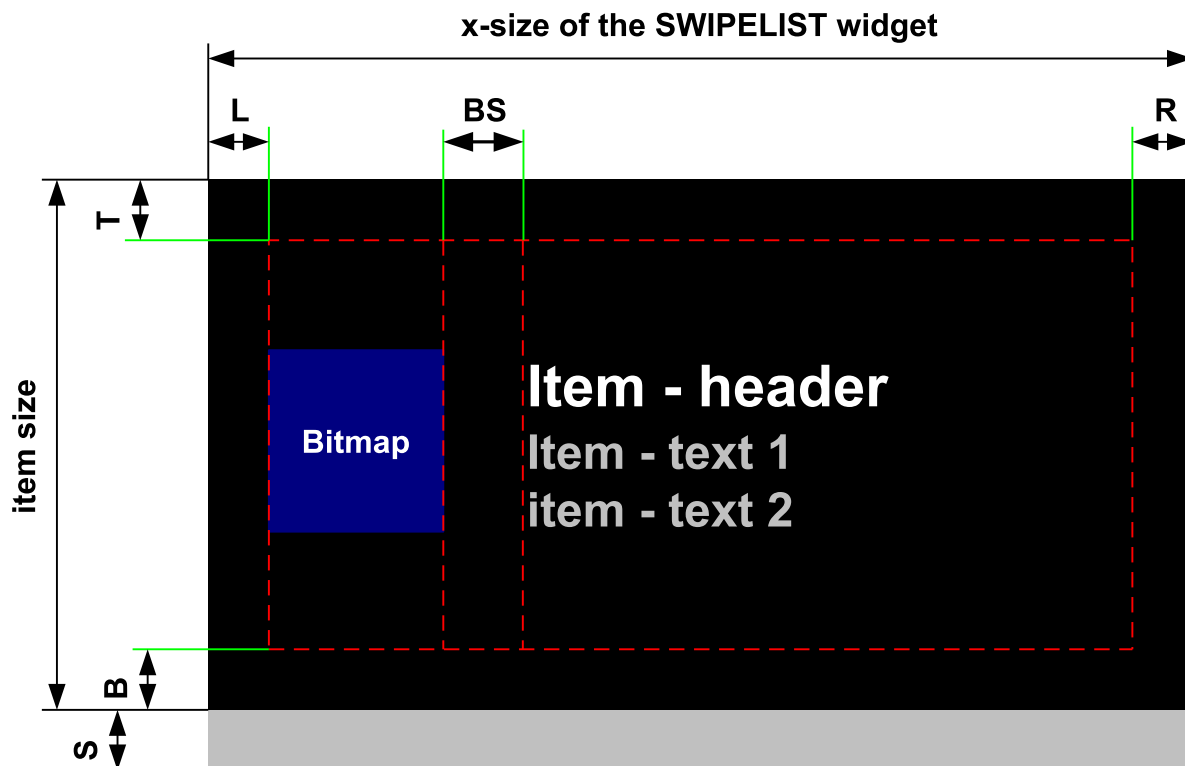 x-size of the SWIPELIST widget
L
BS
R
T
item size
Bitmap
Item - header
Item - text 1
item - text 2
B
S